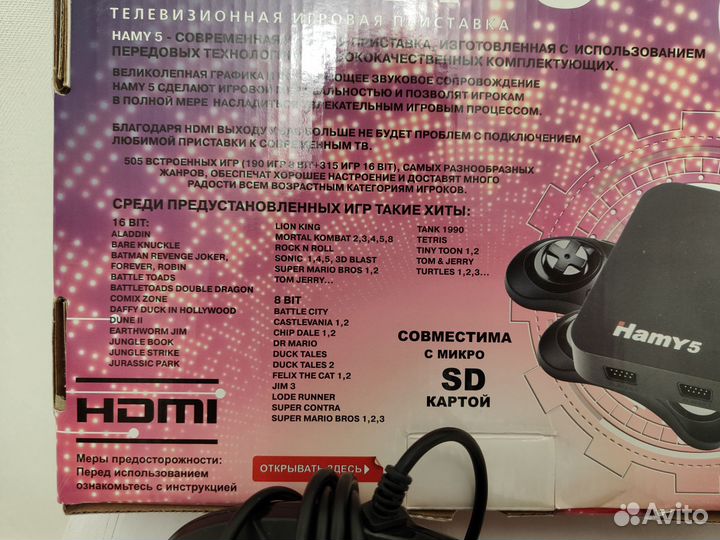 ТЕЛЕВИЗИОННАЯ ИГРОВАЯ ПРИСТАВКА
HAMY 5 - СОВРЕМЕННАЯ ПРИСТАВКА, ИЗГОТОВЛЕННАЯ С ИСПОЛЬЗОВАНИЕМ
ПЕРЕДОВЫХ ТЕХНОЛОГ ОКОКАЧЕСТВЕННЫХ КОМПЛЕКТУЮЩИХ.
ВЕЛИКОЛЕПНАЯ ГРАФИКА ЮЩЕЕ ЗВУКОВОЕ СОПРОВОЖДЕНИЕ
HAMY 5 СДЕЛАЮТ ИГРОВОЙ АЛЬНОСТЬЮ И ПОЗВОЛЯТ ИГРОКАМ
В ПОЛНОЙ МЕРЕ НАСЛАДИТЬСЯ УВЛЕКАТЕЛЬНЫМ ИГРОВЫМ ПРОЦЕССОМ.
БЛАГОДАРЯ HDMI ВЫХОДУ У ВАС БОЛЬШЕ НЕ БУДЕТ ПРОБЛЕМ С ПОДКЛЮЧЕНИЕМ
ЛЮБИМОЙ ПРИСТАВКИ К СОВРЕМЕННЫМ ТВ.
505 ВСТРОЕННЫХ ИГР (190 ИГР 8 BIT+315 ИГР 16 BIT), САМЫХ РАЗНООБРАЗНЫХ
ЖАНРОВ, ОБЕСПЕЧАТ ХОРОШЕЕ НАСТРОЕНИЕ И ДОСТАВЯТ МНОГО
РАДОСТИ ВСЕМ ВОЗРАСТНЫМ КАТЕГОРИЯМ ИГРОКОВ.
СРЕДИ ПРЕДУСТАНОВЛЕННЫХ ИГР ТАКИЕ ХИТЫ:
16 BIT:
ALADDIN
BARE KNUCKLE
BATMAN REVENGE JOKER,
FOREVER, ROBIN
BATTLE TOADS
BATTLETOADS DOUBLE DRAGON
COMIX ZONE
DAFFY DUCK IN HOLLYWOOD
DUNE II
EARTHWORM JIM
JUNGLE BOOK
JUNGLE STRIKE
JURASSIC PARK
LION KING
MORTAL KOMBAT 2,3,4,5,8
ROCK N ROLL
SONIC 1,4,5, 3D BLAST
SUPER MARIO BROS 1,2
TOM JERRY...
8 BIT
BATTLE CITY
CASTLEVANIA 1,2
CHIP DALE 1,2
DR MARIO
DUCK TALES
DUCK TALES 2
FELIX THE CAT 1,2
JIM 3
LODE RUNNER
SUPER CONTRA
SUPER MARIO BROS 1,2,3
TANK 1990
TETRIS
TINY TOON 1,2
TOM & JERRY
TURTLES 1,2,3...
СОВМЕСТИМА
С МИКРО
SD
КАРТОЙ
HamY5
HDMI
Меры предосторожности:
Перед использованием
ознакомьтесь с инструкцией
ОТКРЫВАТЬ ЗДЕСЬ
Avito